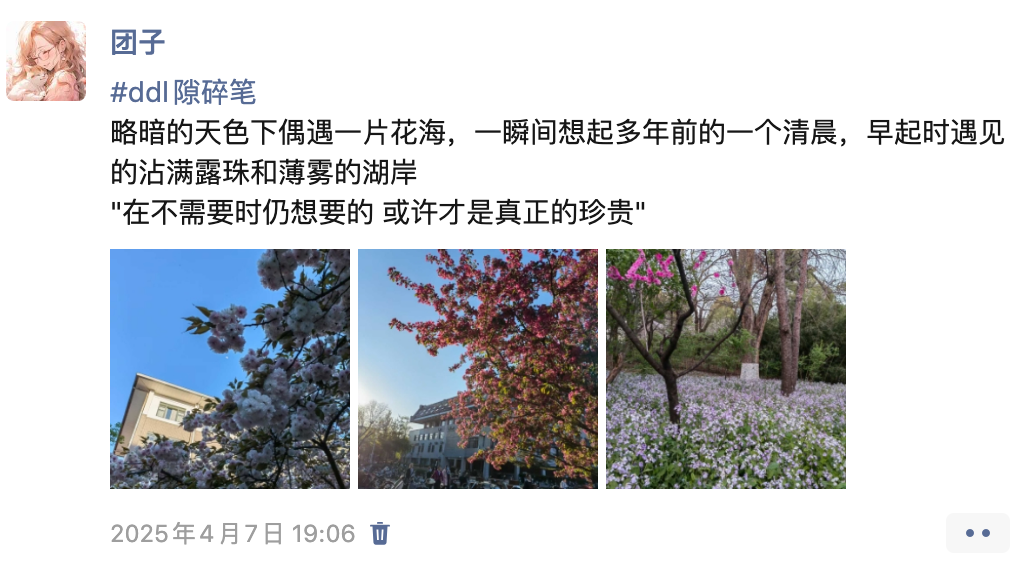 团子
#ddl隙碎笔
略暗的天色下偶遇一片花海，一瞬间想起多年前的一个清晨，早起时遇见
的沾满露珠和薄雾的湖岸
"在不需要时仍想要的 或许才是真正的珍贵"
2025年4月7日 19:06